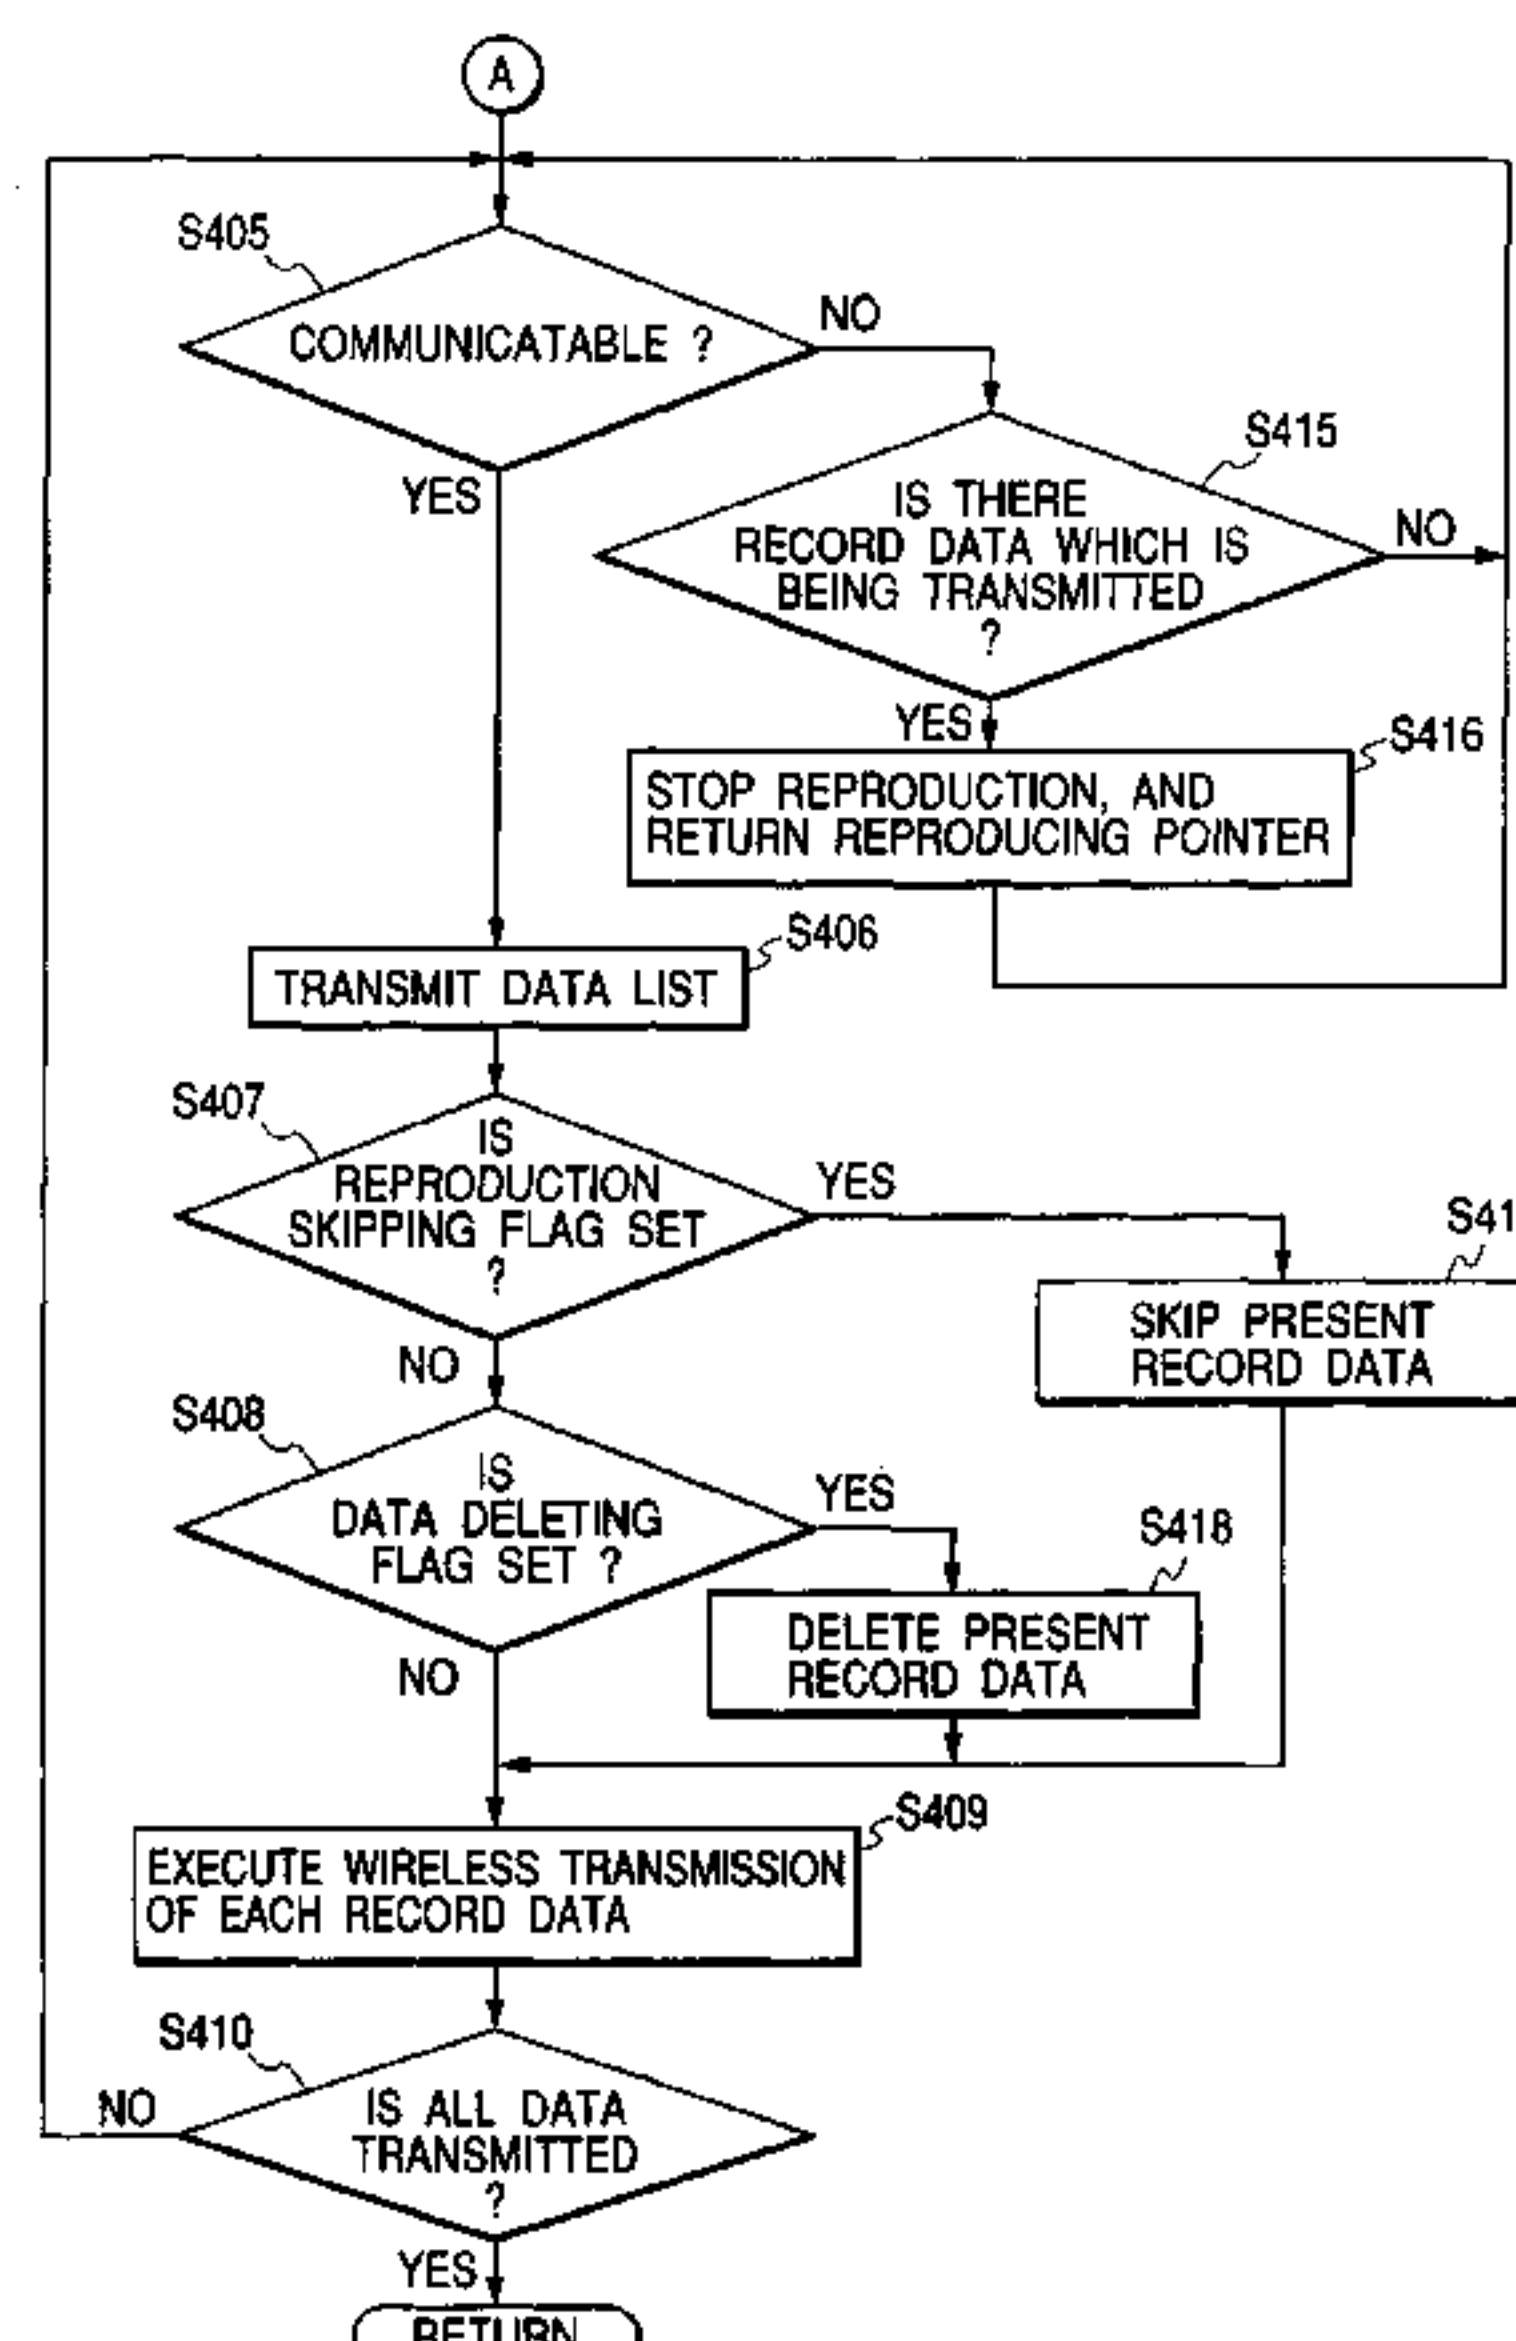 A
S405
COMMUNICATABLE ?
NO
YES
S415
IS THERE
RECORD DATA WHICH IS
BEING TRANSMITTED
?
NO
YES
S416
STOP REPRODUCTION, AND
RETURN REPRODUCING POINTER
S406
TRANSMIT DATA LIST
S407
IS
REPRODUCTION
SKIPPING FLAG SET
?
YES
NO
S41
SKIP PRESENT
RECORD DATA
S408
IS
DATA DELETING
FLAG SET ?
YES
NO
S418
DELETE PRESENT
RECORD DATA
S409
EXECUTE WIRELESS TRANSMISSION
OF EACH RECORD DATA
S410
IS ALL DATA
TRANSMITTED
?
NO
YES
RETURN